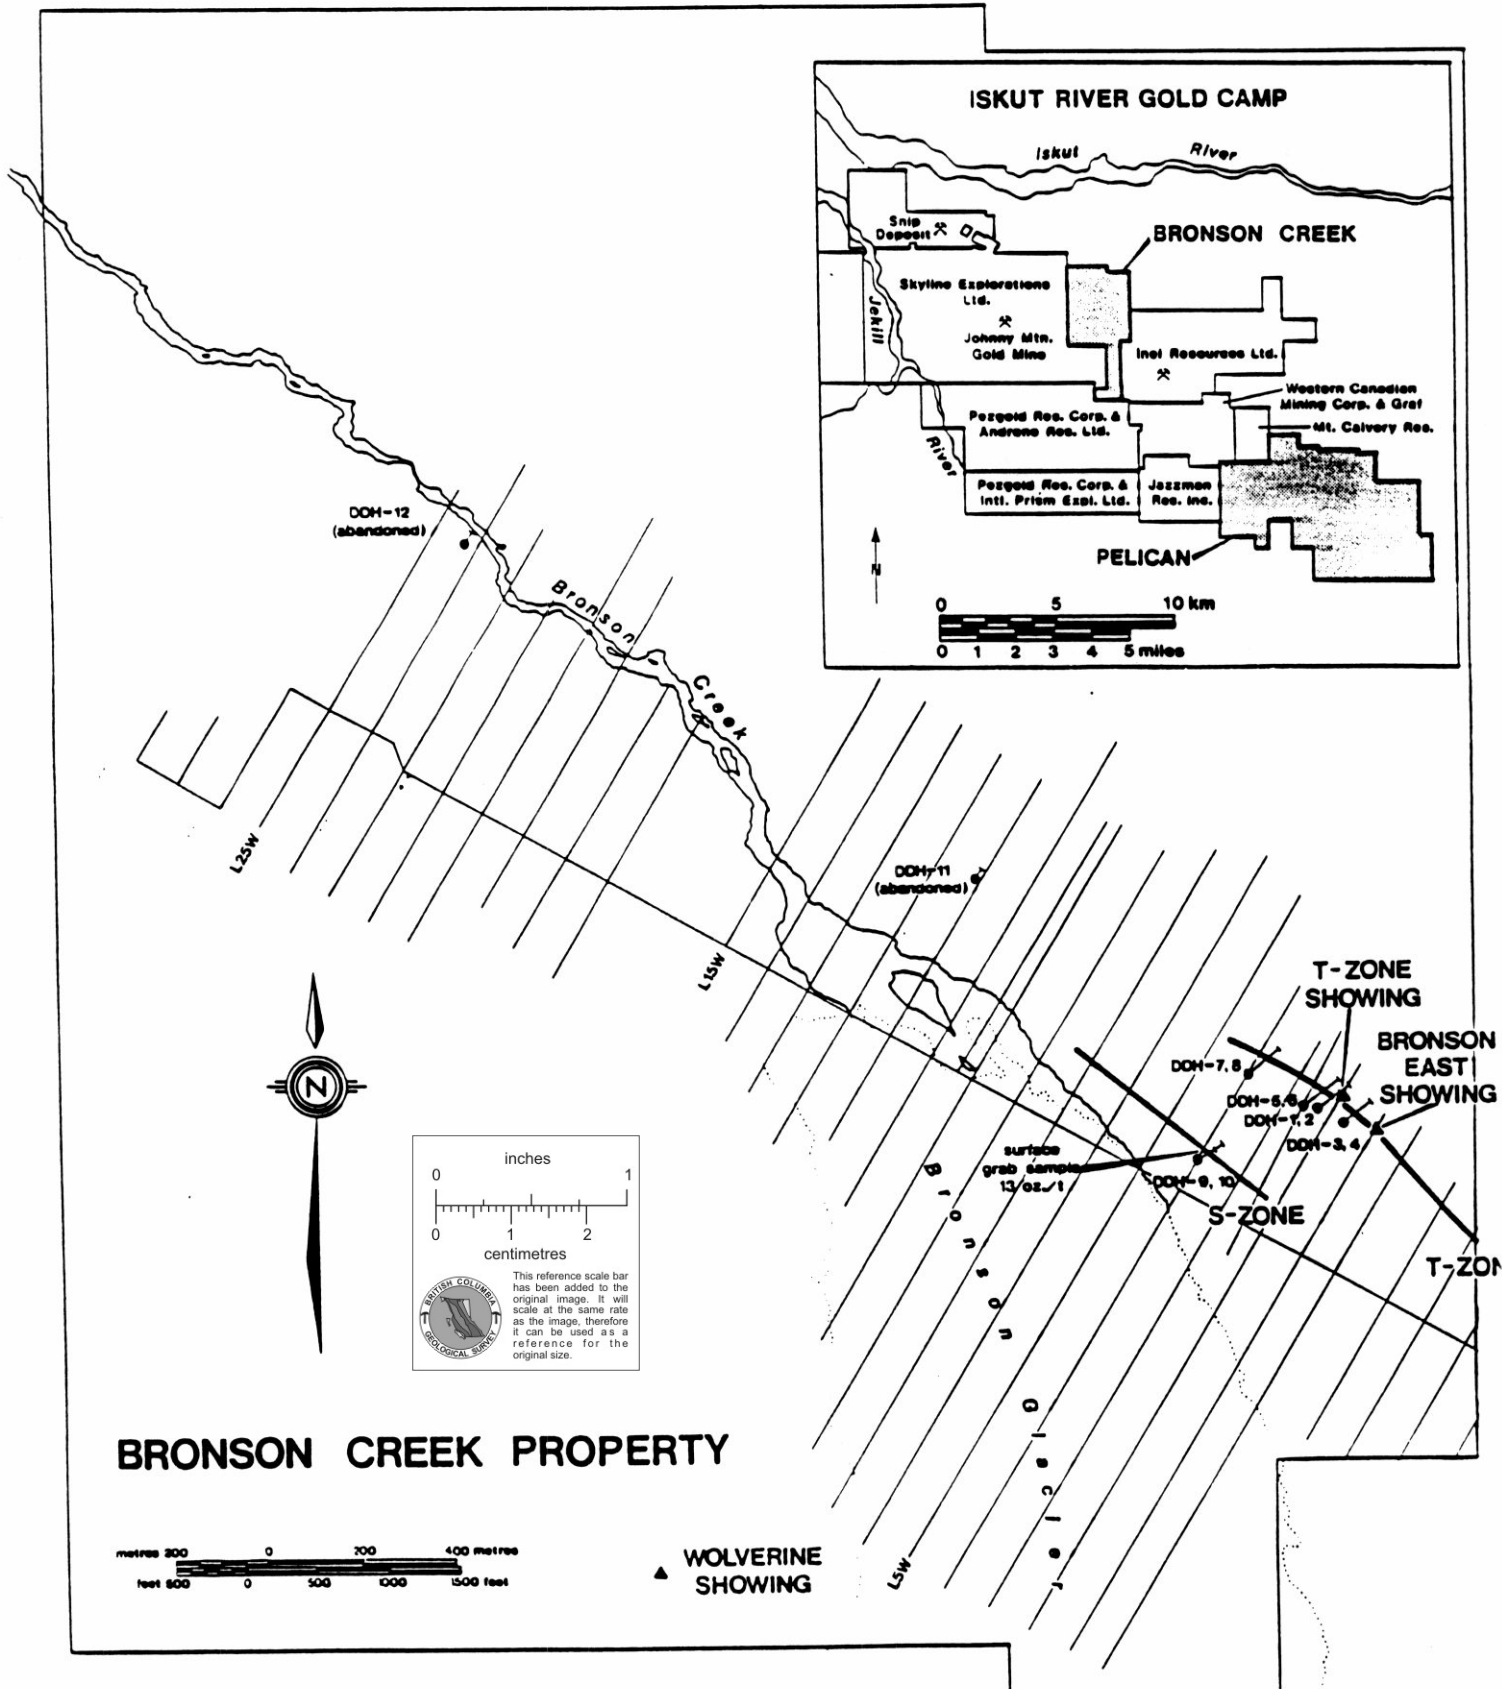 ISKUT RIVER GOLD CAMP
Iskut River
Snip
Deposit
BRONSON CREEK
Skyline Explorations
Ltd.
Jekill
River
Johnny Mtn.
Gold Mine
Inel Resources Ltd.
Western Canadian
Mining Corp. & Graf
Mt. Calvery Res.
Pezgold Res. Corp. &
Andrene Res. Ltd.
Pezgold Res. Corp. &
Intl. Prism Expl. Ltd.
Jazzman
Res. Inc.
PELICAN
N
0 5 10 km
0 1 2 3 4 5 miles
DDH-12
(abandoned)
Bronson Creek
L25W
DDH-11
(abandoned)
L15W
T-ZONE
SHOWING
BRONSON
EAST
SHOWING
DDH-7, 8
DDH-5, 6
DDH-1, 2
DDH-3, 4
surface
grab sample
13 oz./t
DDH-9, 10
S-ZONE
T-ZON
N
Bronson Glacier
L5W
inches
0 1
0 1 2
centimetres
BRITISH COLUMBIA
GEOLOGICAL SURVEY
This reference scale bar
has been added to the
original image. It will
scale at the same rate
as the image, therefore
it can be used as a
reference for the
original size.
BRONSON CREEK PROPERTY
metres 200 0 200 400 metres
feet 500 0 500 1000 1500 feet
WOLVERINE
SHOWING